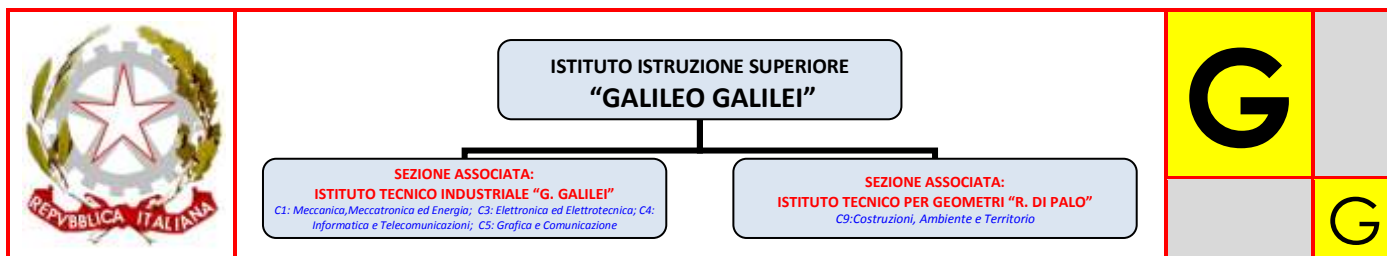 REPVBBLICA ITALIANA
ISTITUTO ISTRUZIONE SUPERIORE
“GALILEO GALILEI”
SEZIONE ASSOCIATA:
ISTITUTO TECNICO INDUSTRIALE “G. GALILEI”
C1: Meccanica,Meccatronica ed Energia; C3: Elettronica ed Elettrotecnica; C4:
Informatica e Telecomunicazioni; C5: Grafica e Comunicazione
SEZIONE ASSOCIATA:
ISTITUTO TECNICO PER GEOMETRI “R. DI PALO”
C9:Costruzioni, Ambiente e Territorio
G
G